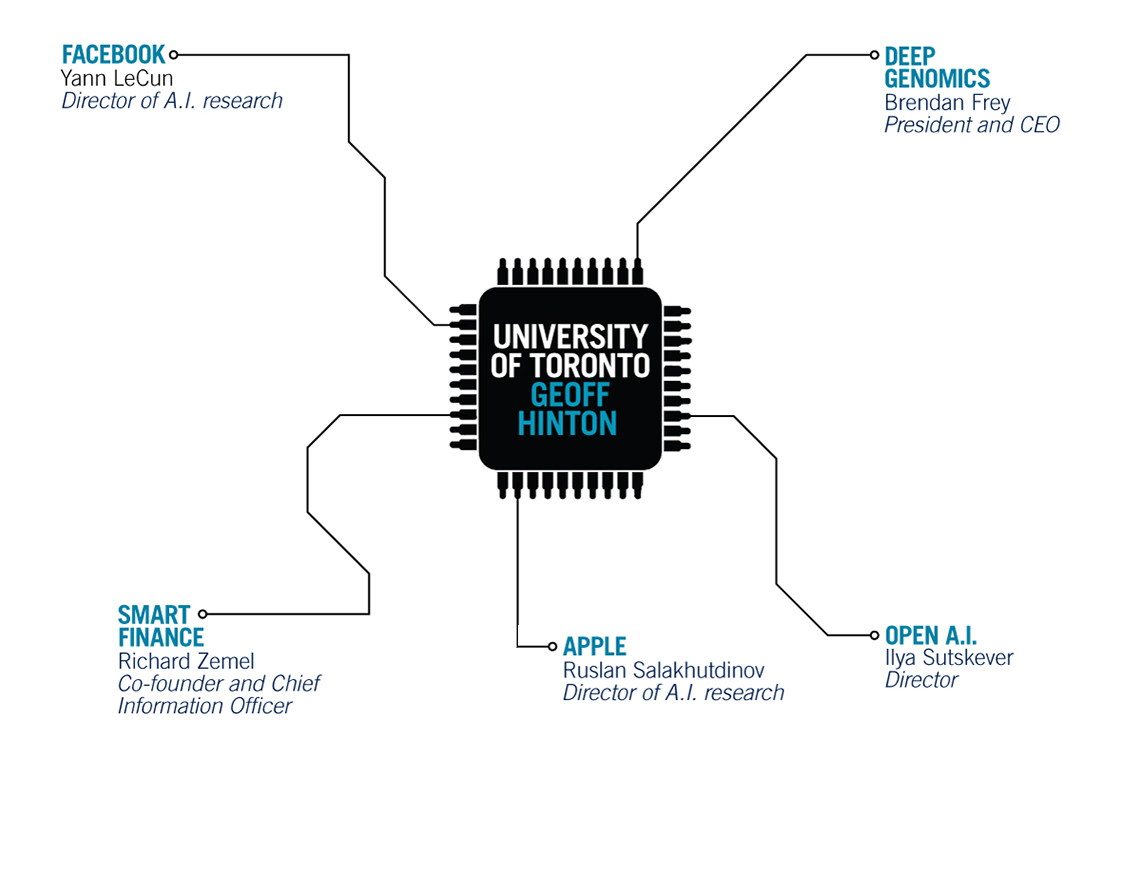 FACEBOOK
Yann LeCun
Director of A.I. research
DEEP
GENOMICS
Brendan Frey
President and CEO
UNIVERSITY
OF TORONTO
GEOFF
HINTON
SMART
FINANCE
Richard Zemel
Co-founder and Chief
Information Officer
APPLE
Ruslan Salakhutdinov
Director of A.I. research
OPEN A.I.
Ilya Sutskever
Director